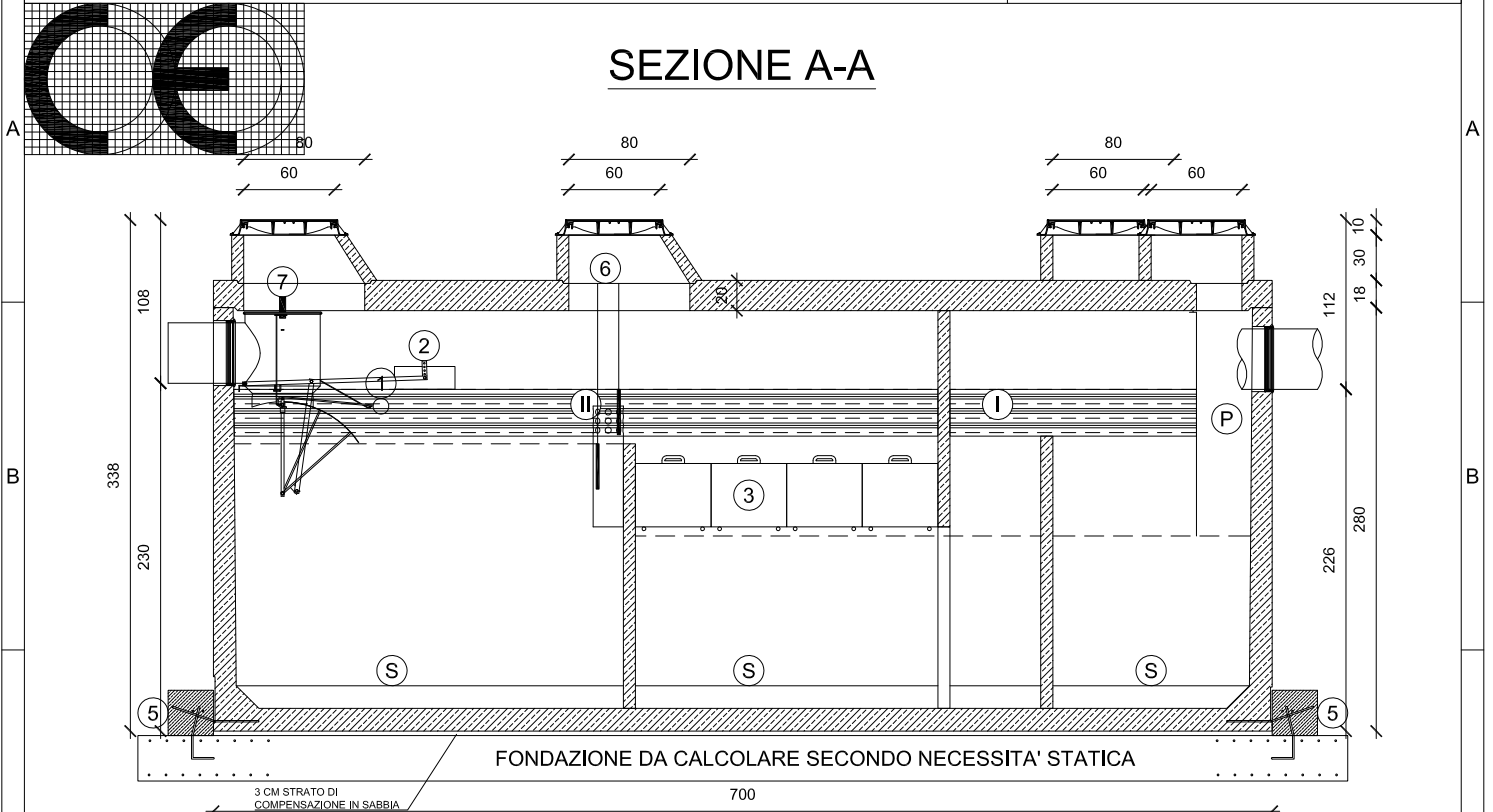 CE
SEZIONE A-A
A
A
80
80
80
60
60
60
60
10
30
18
112
108
20
7
6
2
1
II
I
P
B
B
338
3
280
230
226
S
S
S
5
5
FONDAZIONE DA CALCOLARE SECONDO NECESSITA' STATICA
3 CM STRATO DI
COMPENSAZIONE IN SABBIA
700